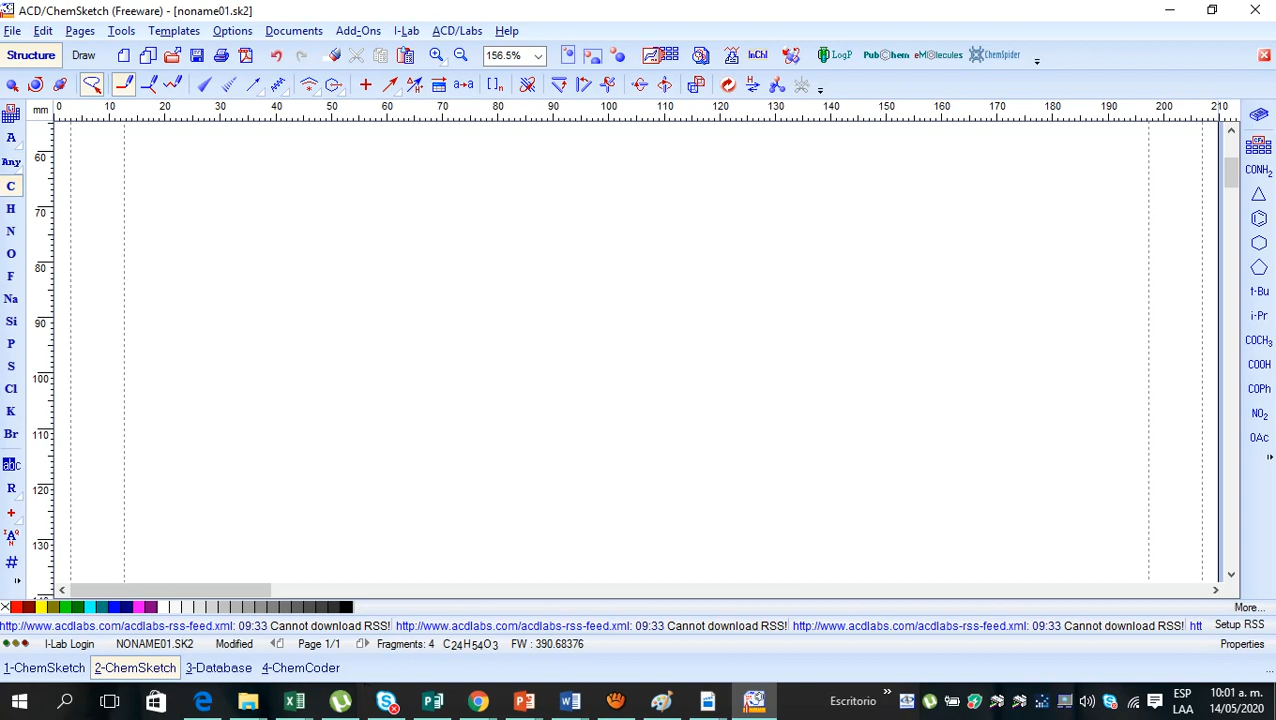 ACD/ChemSketch (Freeware) - [noname01.sk2]
File Edit Pages Tools Templates Options Documents Add-Ons I-Lab ACD/Labs Help
Structure Draw 156.5% InChI LogP PubChem eMolecules ChemSpider
mm 0 10 20 30 40 50 60 70 80 90 100 110 120 130 140 150 160 170 180 190 200 210
60
70
80
90
100
110
120
130
A
Any
C
H
N
O
F
Na
Si
P
S
Cl
K
Br
abc
R
#
CONH₂
t-Bu
i-Pr
COCH₃
COOH
COPh
NO₂
OAc
More...
http://www.acdlabs.com/acdlabs-rss-feed.xml: 09:33 Cannot download RSS! http://www.acdlabs.com/acdlabs-rss-feed.xml: 09:33 Cannot download RSS! http://www.acdlabs.com/acdlabs-rss-feed.xml: 09:33 Cannot download RSS! htt Setup RSS
I-Lab Login NONAME01.SK2 Modified Page 1/1 Fragments: 4 C₂₄H₅₄O₃ FW : 390.68376 Properties
1-ChemSketch 2-ChemSketch 3-Database 4-ChemCoder
Escritorio » ESP 10:01 a. m.
LAA 14/05/2020